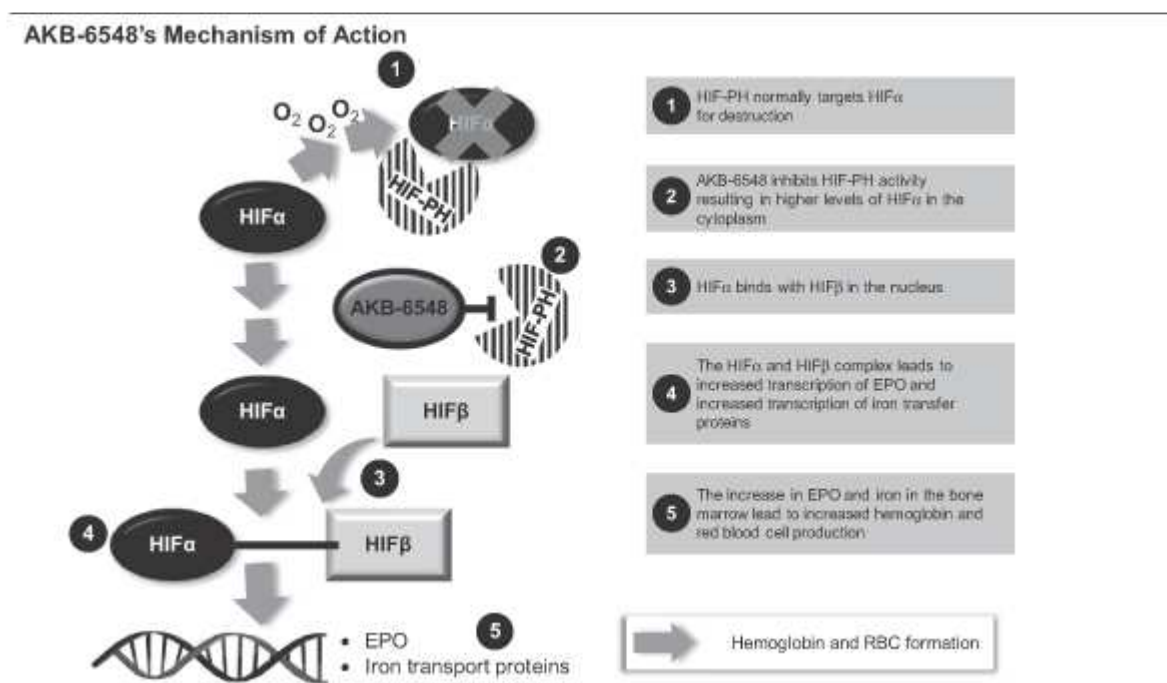 AKB-6548's Mechanism of Action
1
O2 O2 O2
HIFα
HIF-PH
HIFα
2
AKB-6548
HIF-PH
HIFα
HIFβ
3
4
HIFα
HIFβ
• EPO
5
• Iron transport proteins
1
HIF-PH normally targets HIFα
for destruction
2
AKB-6548 inhibits HIF-PH activity
resulting in higher levels of HIFα in the
cytoplasm
3
HIFα binds with HIFβ in the nucleus
4
The HIFα and HIFβ complex leads to
increased transcription of EPO and
increased transcription of iron transfer
proteins
5
The increase in EPO and iron in the bone
marrow lead to increased hemoglobin and
red blood cell production
Hemoglobin and RBC formation